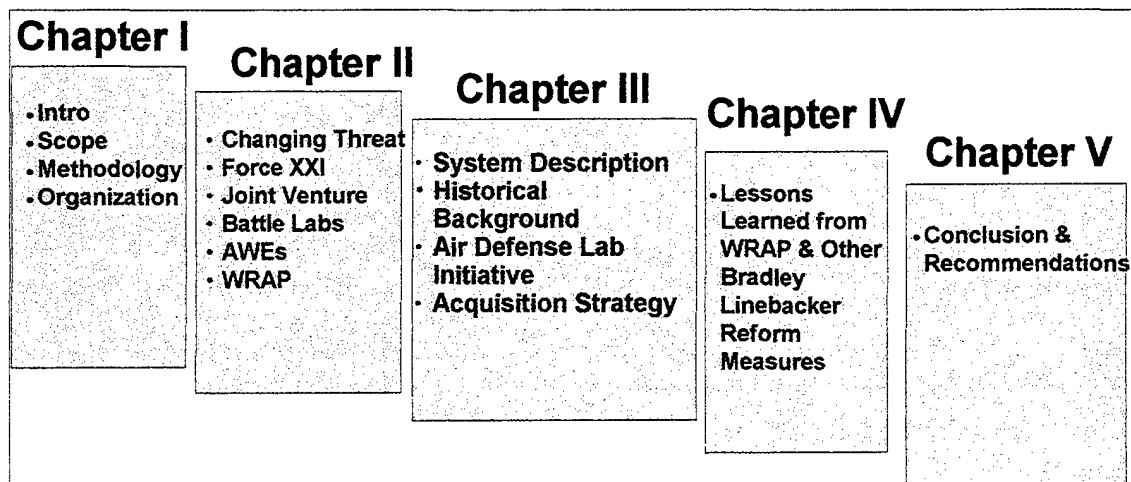 Chapter I
• Intro
• Scope
• Methodology
• Organization
Chapter II
• Changing Threat
• Force XXI
• Joint Venture
• Battle Labs
• AWEs
• WRAP
Chapter III
• System Description
• Historical
Background
• Air Defense Lab
Initiative
• Acquisition Strategy
Chapter IV
• Lessons
Learned from
WRAP & Other
Bradley
Linebacker
Reform
Measures
Chapter V
• Conclusion &
Recommendations